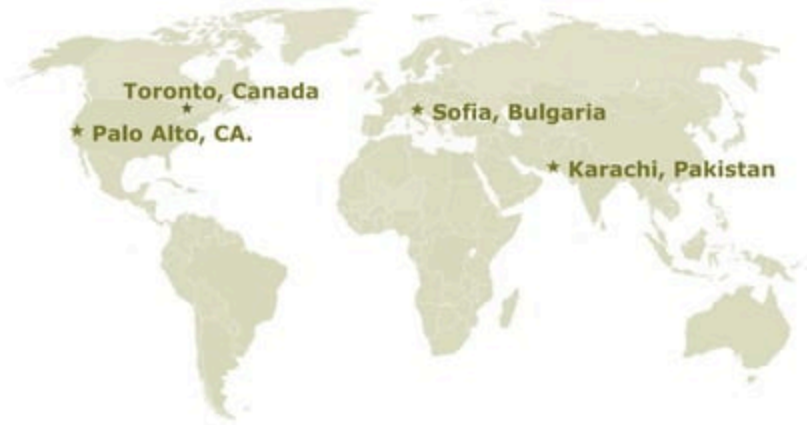 Toronto, Canada
Sofia, Bulgaria
Palo Alto, CA.
Karachi, Pakistan